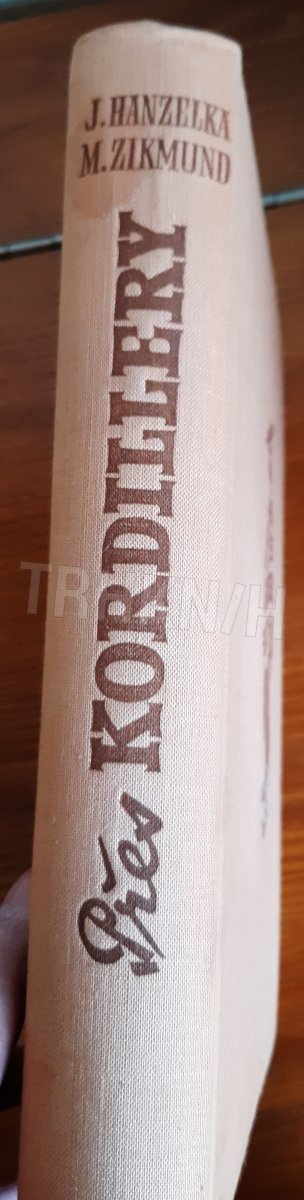 J. HANZELKA
M. ZIKMUND
Přes KORDILLERY